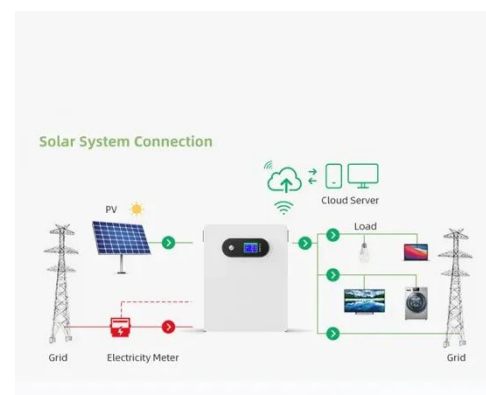 Solar System Connection
PV
Cloud Server
Load
Grid
Electricity Meter
Grid